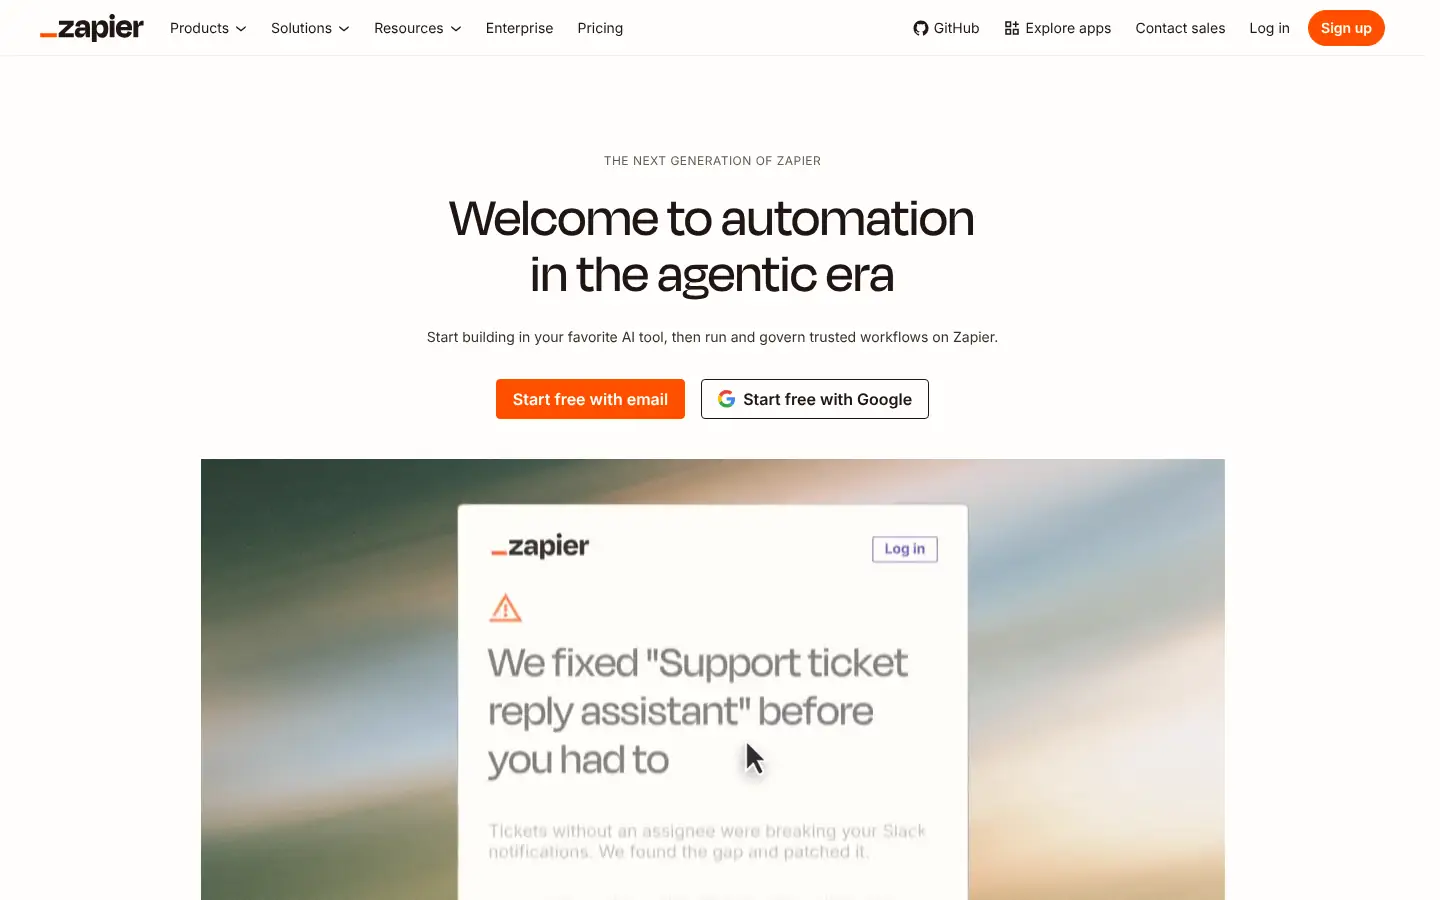 zapier
Products
Solutions
Resources
Enterprise
Pricing
GitHub
Explore apps
Contact sales
Log in
Sign up
THE NEXT GENERATION OF ZAPIER
Welcome to automation
in the agentic era
Start building in your favorite AI tool, then run and govern trusted workflows on Zapier.
Start free with email
Start free with Google
zapier
Log in
We fixed "Support ticket
reply assistant" before
you had to
Tickets without an assignee were breaking your Slack
notifications. We found the gap and patched it.